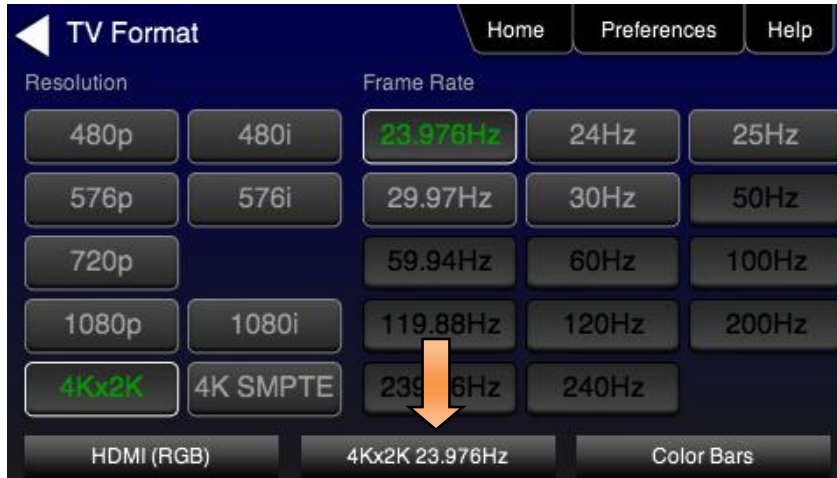 TV Format Home Preferences Help
Resolution Frame Rate
480p 480i 23.976Hz 24Hz 25Hz
576p 576i 29.97Hz 30Hz 50Hz
720p 59.94Hz 60Hz 100Hz
1080p 1080i 119.88Hz 120Hz 200Hz
4Kx2K 4K SMPTE 240Hz
HDMI (RGB) 4Kx2K 23.976Hz Color Bars